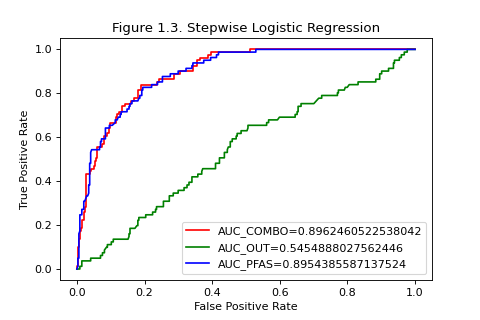 Figure 1.3. Stepwise Logistic Regression
True Positive Rate
1.0
0.8
0.6
0.4
0.2
0.0
AUC_COMBO=0.8962460522538042
AUC_OUT=0.5454888027562446
AUC_PFAS=0.8954385587137524
0.0 0.2 0.4 0.6 0.8 1.0
False Positive Rate